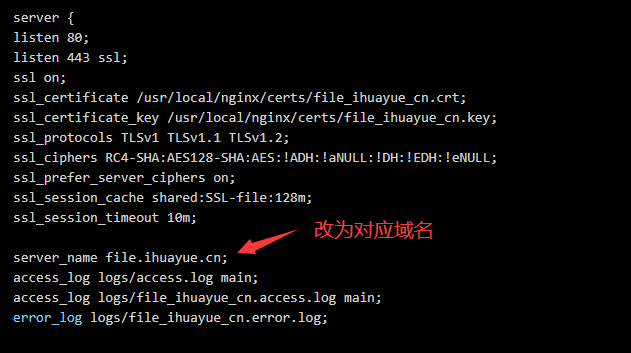 server {
listen 80;
listen 443 ssl;
ssl on;
ssl_certificate /usr/local/nginx/certs/file_ihuayue_cn.crt;
ssl_certificate_key /usr/local/nginx/certs/file_ihuayue_cn.key;
ssl_protocols TLSv1 TLSv1.1 TLSv1.2;
ssl_ciphers RC4-SHA:AES128-SHA:AES:!ADH:!aNULL:!DH:!EDH:!eNULL;
ssl_prefer_server_ciphers on;
ssl_session_cache shared:SSL-file:128m;
ssl_session_timeout 10m;
改为对应域名
server_name file.ihuayue.cn;
access_log logs/access.log main;
access_log logs/file_ihuayue_cn.access.log main;
error_log logs/file_ihuayue_cn.error.log;